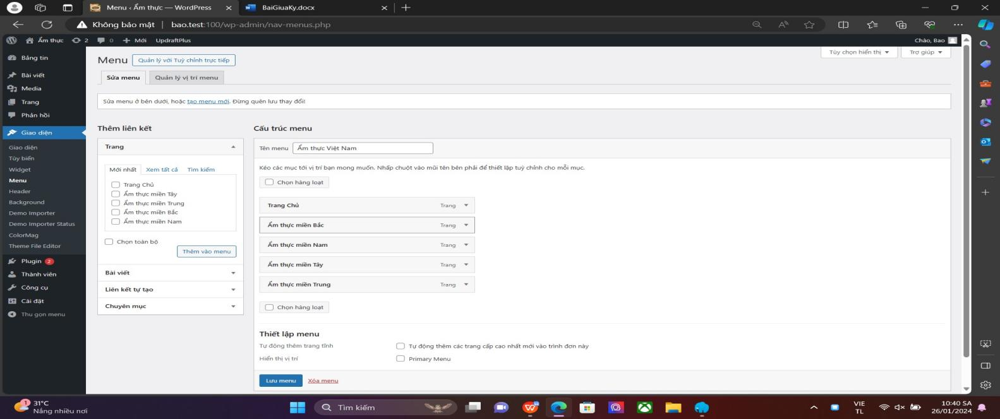 Menu ‹ Ẩm thực — WordPress
BaiGiuaKy.docx
Không bảo mật | bao.test:100/wp-admin/nav-menus.php
Ẩm thực 2 0 Mới UpdraftPlus
Chào, Bao
Bảng tin
Bài viết
Media
Trang
Phản hồi
Giao diện
Giao diện
Tùy biến
Widget
Menu
Header
Background
Demo Importer
Demo Importer Status
ColorMag
Theme File Editor
Plugin 2
Thành viên
Công cụ
Cài đặt
Thu gọn menu
Tùy chọn hiển thị
Trợ giúp
Menu Quản lý với Tuỳ chỉnh trực tiếp
Sửa menu Quản lý vị trí menu
Sửa menu ở bên dưới, hoặc tạo menu mới. Đừng quên lưu thay đổi!
Thêm liên kết
Trang
Mới nhất Xem tất cả Tìm kiếm
Trang Chủ
Ẩm thực miền Tây
Ẩm thực miền Trung
Ẩm thực miền Bắc
Ẩm thực miền Nam
Chọn toàn bộ
Thêm vào menu
Bài viết
Liên kết tự tạo
Chuyên mục
Cấu trúc menu
Tên menu Ẩm thực Việt Nam
Kéo các mục tới vị trí bạn mong muốn. Nhấp chuột vào mũi tên bên phải để thiết lập tuỳ chỉnh cho mỗi mục.
Chọn hàng loạt
Trang Chủ Trang
Ẩm thực miền Bắc Trang
Ẩm thực miền Nam Trang
Ẩm thực miền Tây Trang
Ẩm thực miền Trung Trang
Chọn hàng loạt
Thiết lập menu
Tự động thêm trang tĩnh Tự động thêm các trang cấp cao nhất mới vào trình đơn này
Hiển thị vị trí Primary Menu
Lưu menu Xóa menu
1
31°C
Nắng nhiều nơi
Tìm kiếm
VIE
TL
10:40 SA
26/01/2024